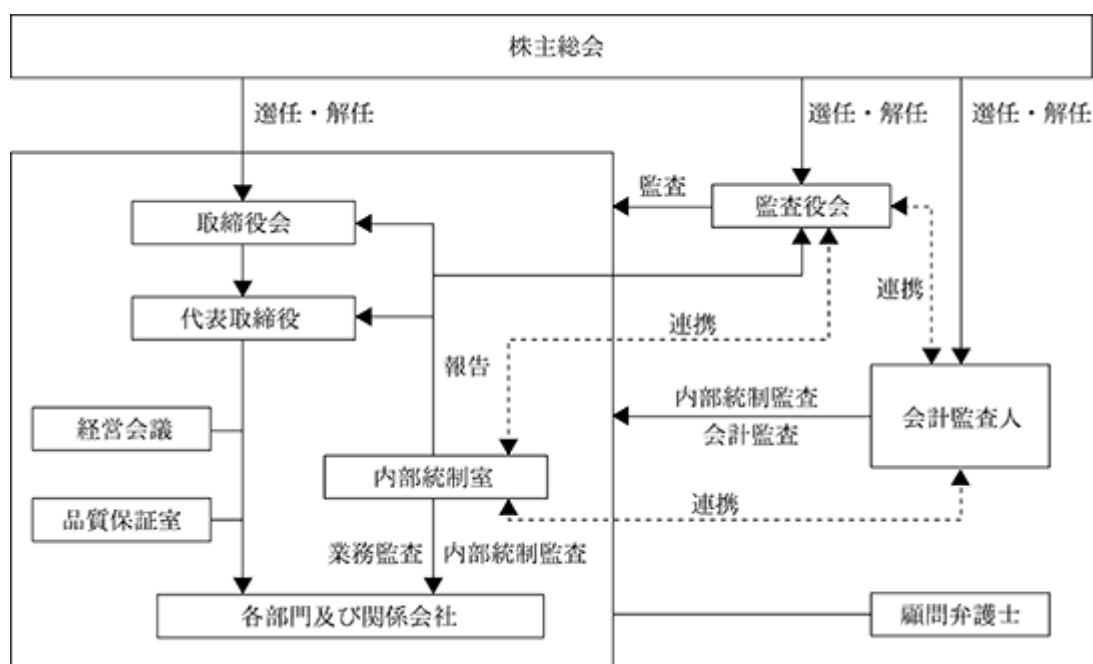 株主総会
選任・解任
選任・解任
選任・解任
監査
監査役会
取締役会
連携
代表取締役
連携
報告
内部統制監査
会計監査
会計監査人
経営会議
内部統制室
品質保証室
連携
業務監査
内部統制監査
各部門及び関係会社
顧問弁護士